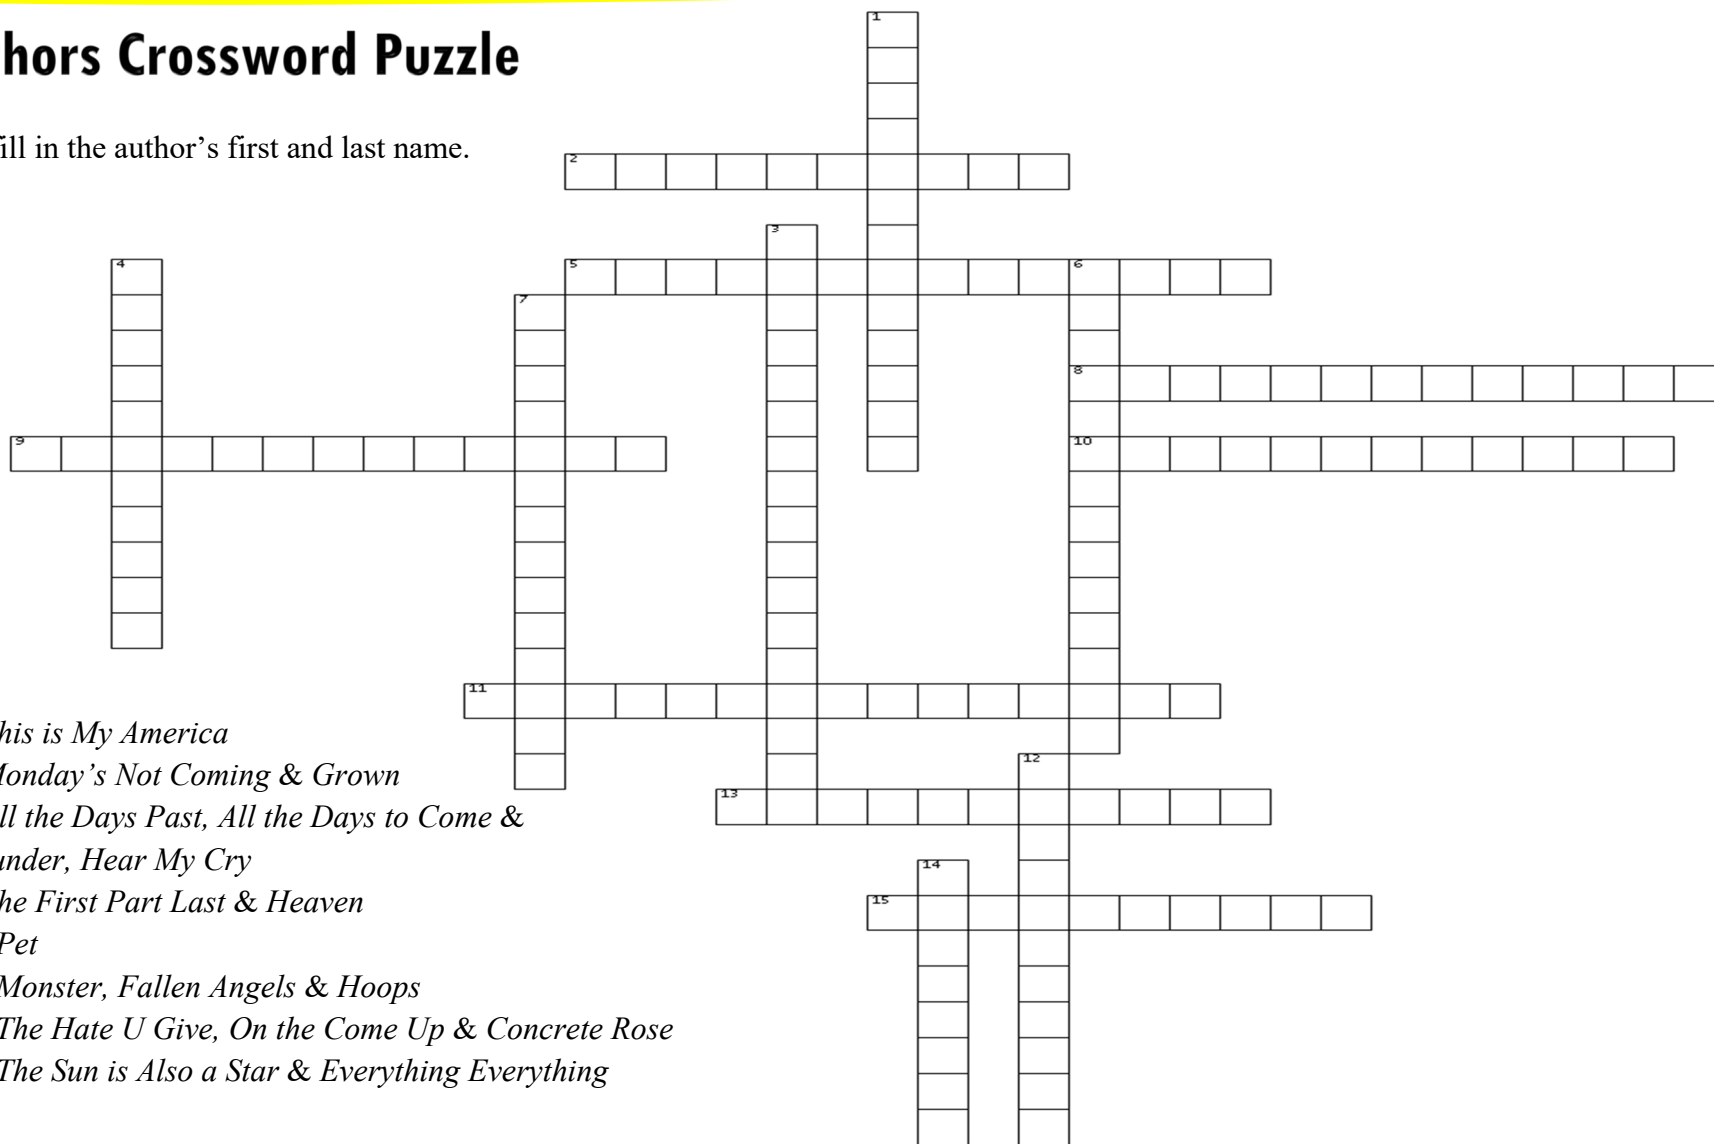 hors Crossword Puzzle
ill in the author's first and last name.
1
2
3
4
5
6
7
8
9
10
11
12
13
14
15
his is My America
Monday's Not Coming & Grown
ll the Days Past, All the Days to Come &
under, Hear My Cry
he First Part Last & Heaven
Pet
Monster, Fallen Angels & Hoops
The Hate U Give, On the Come Up & Concrete Rose
The Sun is Also a Star & Everything Everything